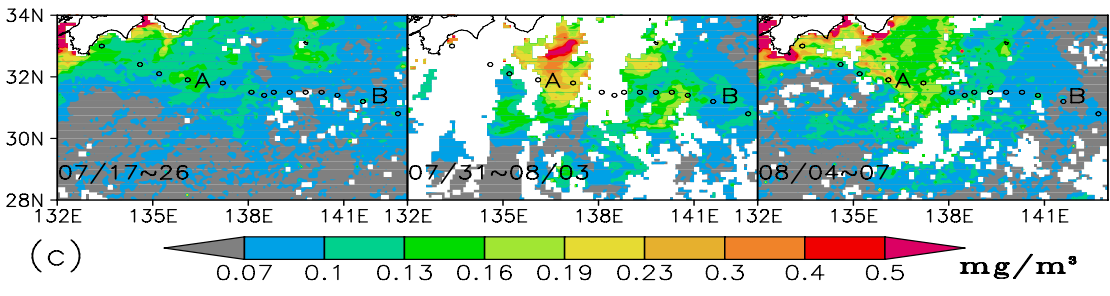 34N
32N
30N
28N
A
B
A
B
A
B
07/17~26
07/31~08/03
08/04~07
132E 135E 138E 141E 132E 135E 138E 141E 132E 135E 138E 141E
(c)
0.07 0.1 0.13 0.16 0.19 0.23 0.3 0.4 0.5
mg/m³